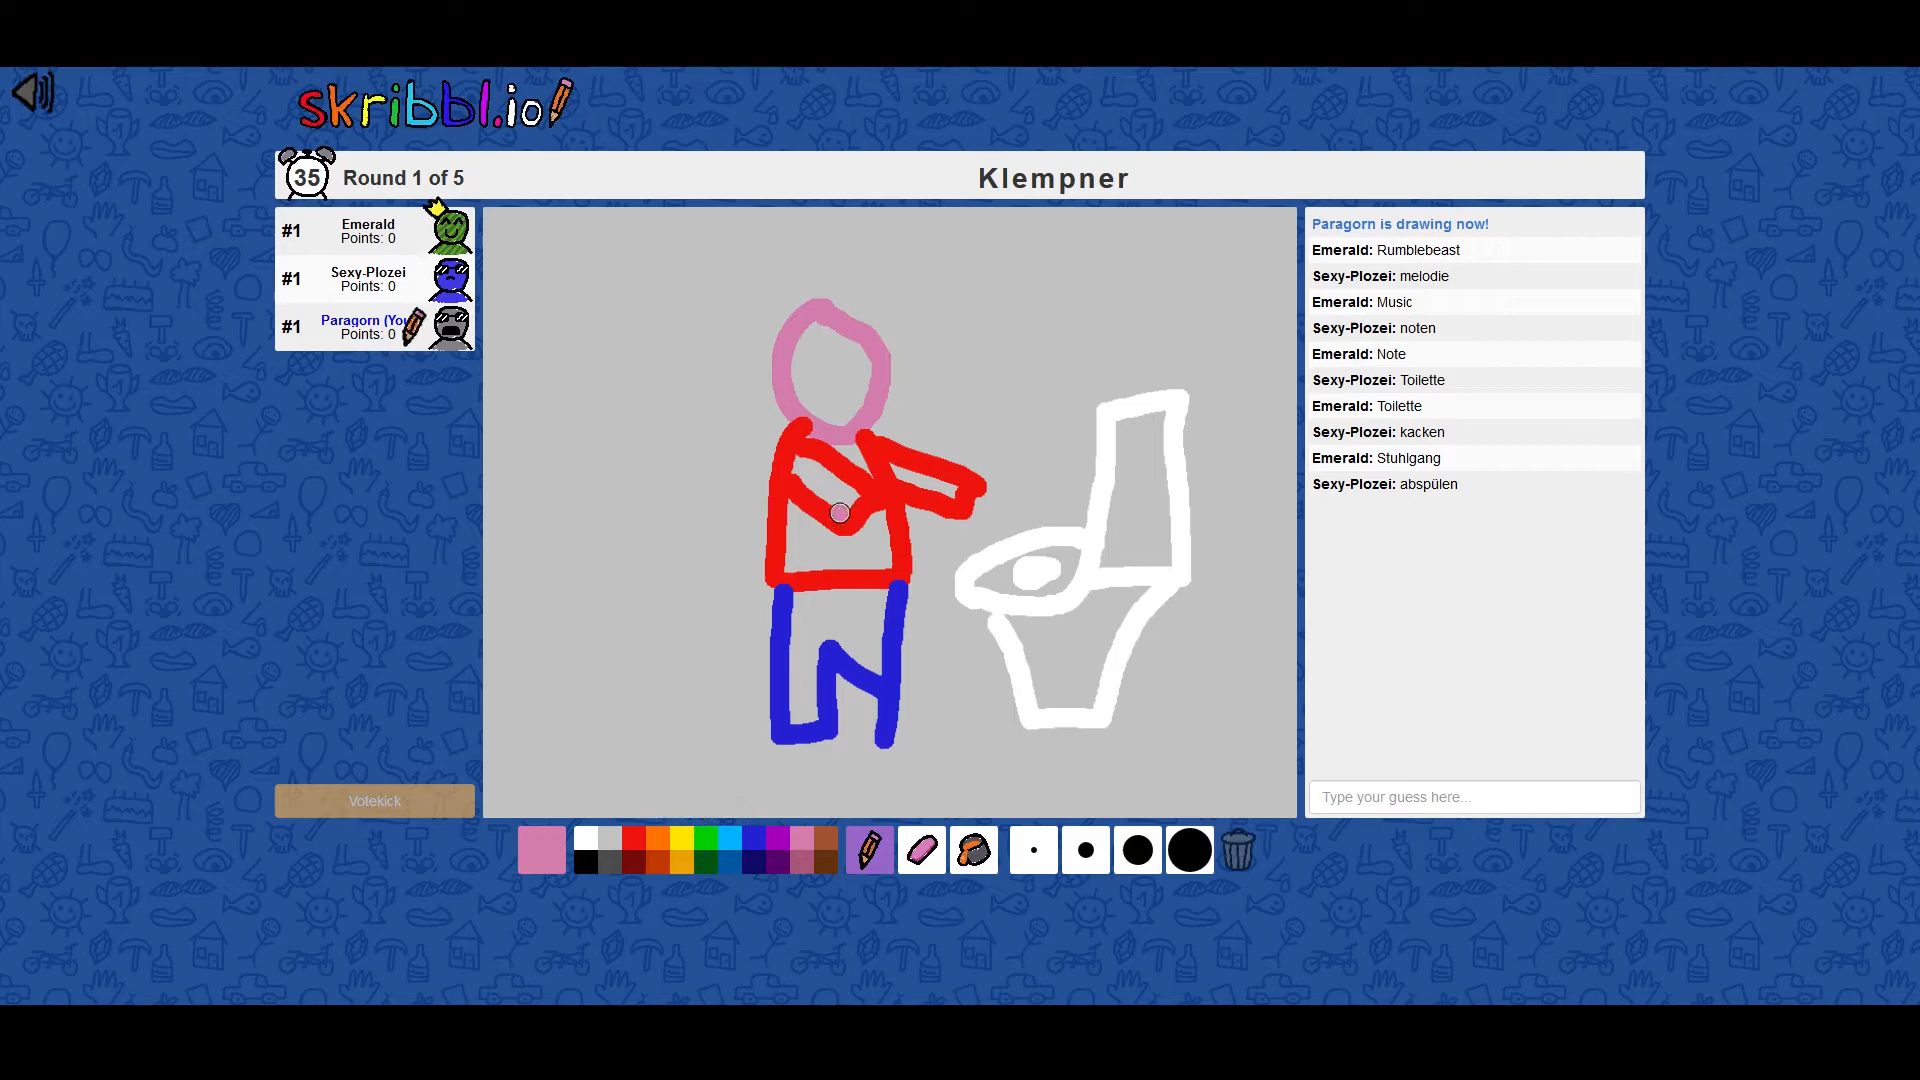 skribbl.io
35 Round 1 of 5
Klempner
#1 Emerald
Points: 0
#1 Sexy-Plozei
Points: 0
#1 Paragorn (You
Points: 0
Votekick
Paragorn is drawing now!
Emerald: Rumblebeast
Sexy-Plozei: melodie
Emerald: Music
Sexy-Plozei: noten
Emerald: Note
Sexy-Plozei: Toilette
Emerald: Toilette
Sexy-Plozei: kacken
Emerald: Stuhlgang
Sexy-Plozei: abspülen
Type your guess here...